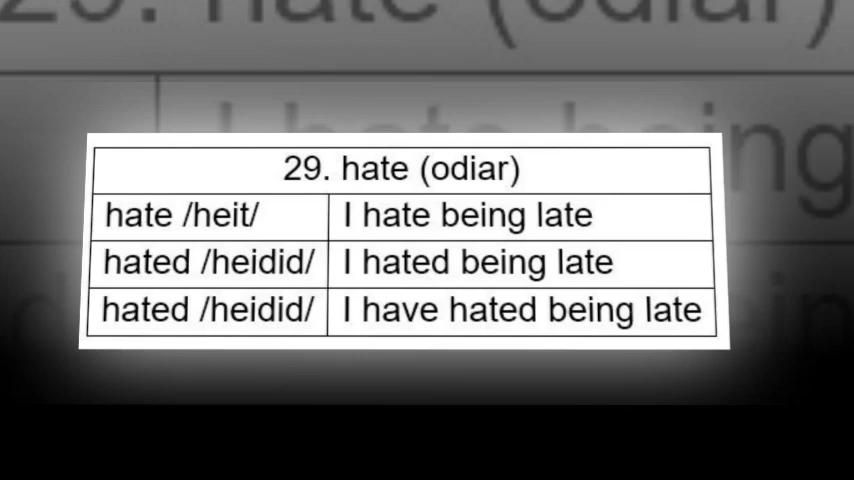 29. hate (odiar)
hate /heit/ I hate being late
hated /heidid/ I hated being late
hated /heidid/ I have hated being late